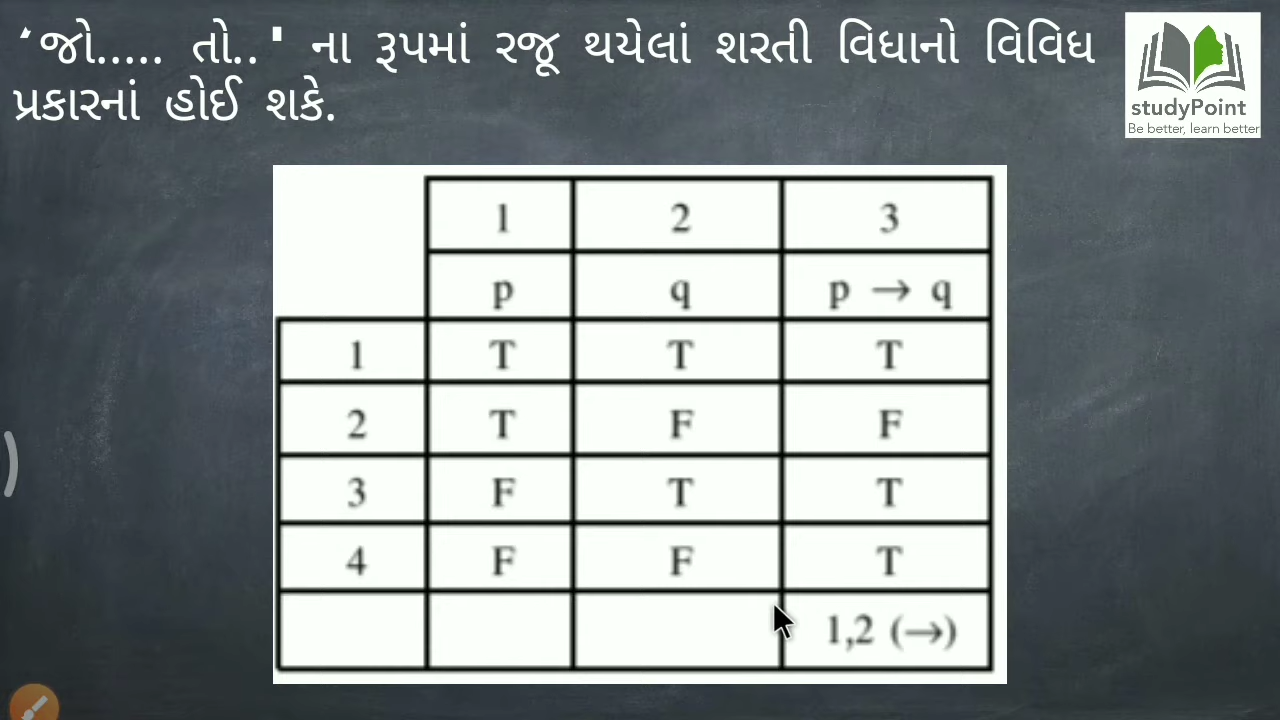 ‘જો..... તો..' ના રૂપમાં રજૂ થયેલાં શરતી વિધાનો વિવિધ
પ્રકારનાં હોઈ શકે.
studyPoint
Be better, learn better
1 2 3
p q p → q
1 T T T
2 T F F
3 F T T
4 F F T
1,2 (→)